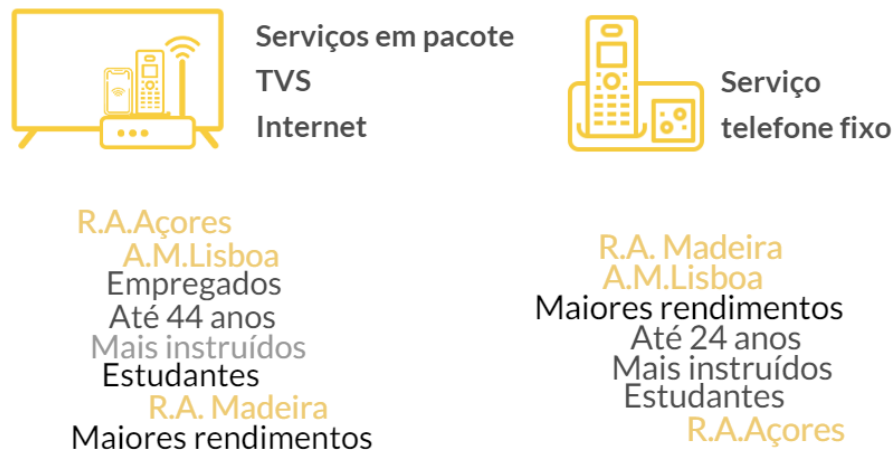 Serviços em pacote
TVS
Internet
R.A.Açores
A.M.Lisboa
Empregados
Até 44 anos
Mais instruídos
Estudantes
R.A. Madeira
Maiores rendimentos
Serviço
telefone fixo
R.A. Madeira
A.M.Lisboa
Maiores rendimentos
Até 24 anos
Mais instruídos
Estudantes
R.A.Açores